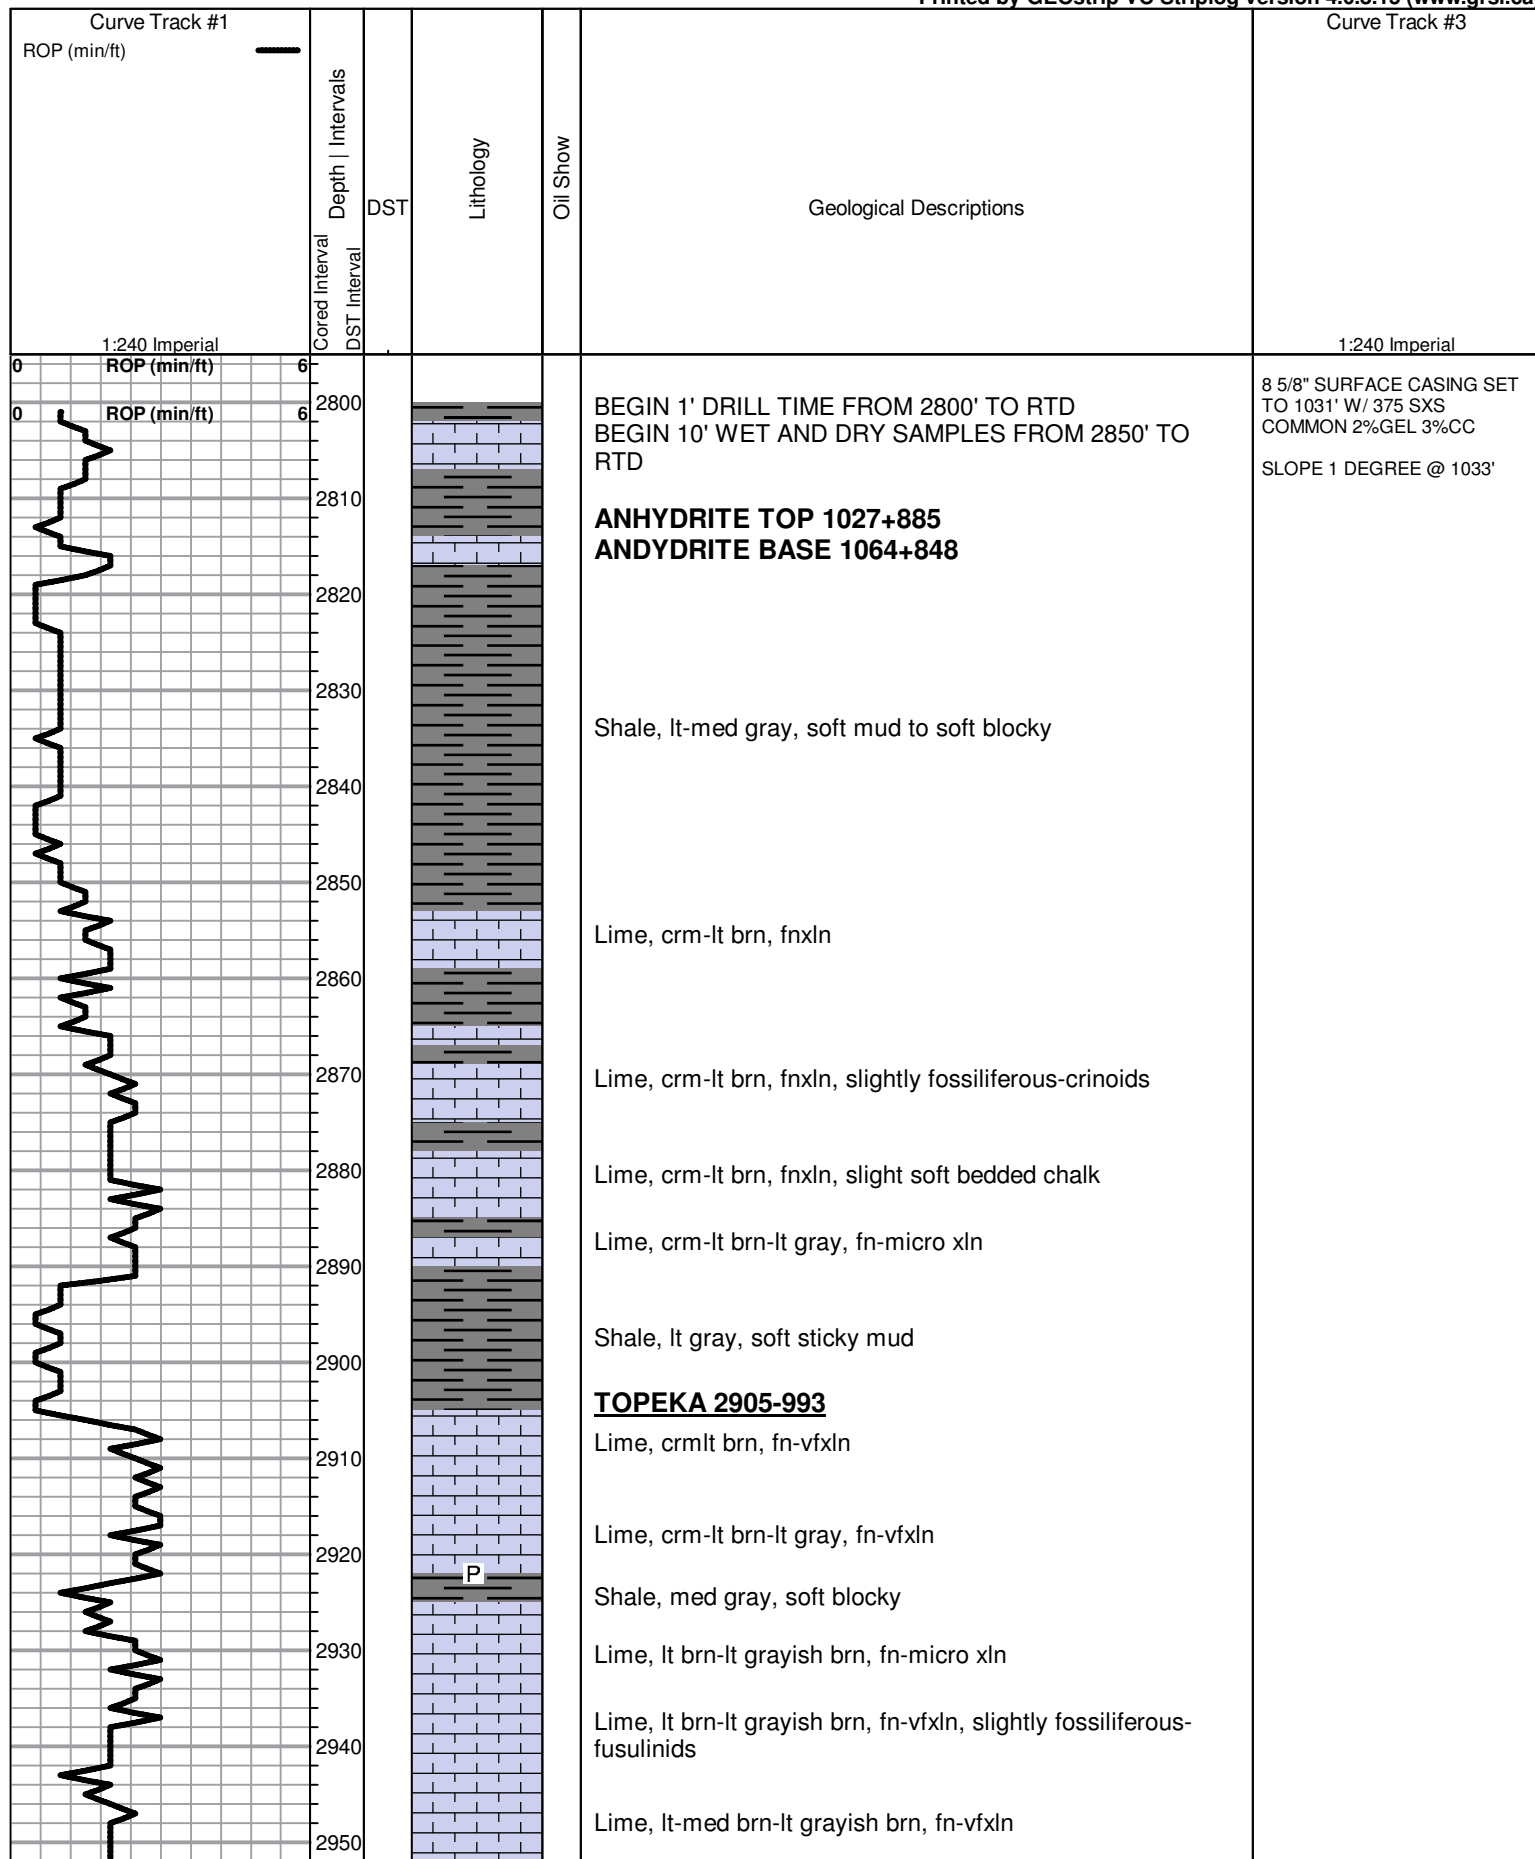 Curve Track #1
ROP (min/ft)
1:240 Imperial
Cored Interval
Depth | Intervals
DST Interval
DST
Lithology
Oil Show
Geological Descriptions
Curve Track #3
1:240 Imperial
0 ROP (min/ft) 6
0 ROP (min/ft) 6
2800
2810
2820
2830
2840
2850
2860
2870
2880
2890
2900
2910
2920
2930
2940
2950
P
BEGIN 1' DRILL TIME FROM 2800' TO RTD
BEGIN 10' WET AND DRY SAMPLES FROM 2850' TO
RTD
ANHYDRITE TOP 1027+885
ANDYDRITE BASE 1064+848
Shale, lt-med gray, soft mud to soft blocky
Lime, crm-lt brn, fnxln
Lime, crm-lt brn, fnxln, slightly fossiliferous-crinoids
Lime, crm-lt brn, fnxln, slight soft bedded chalk
Lime, crm-lt brn-lt gray, fn-micro xln
Shale, lt gray, soft sticky mud
TOPEKA 2905-993
Lime, crmlt brn, fn-vfxln
Lime, crm-lt brn-lt gray, fn-vfxln
Shale, med gray, soft blocky
Lime, lt brn-lt grayish brn, fn-micro xln
Lime, lt brn-lt grayish brn, fn-vfxln, slightly fossiliferous-
fusulinids
Lime, lt-med brn-lt grayish brn, fn-vfxln
8 5/8" SURFACE CASING SET
TO 1031' W/ 375 SXS
COMMON 2%GEL 3%CC
SLOPE 1 DEGREE @ 1033'